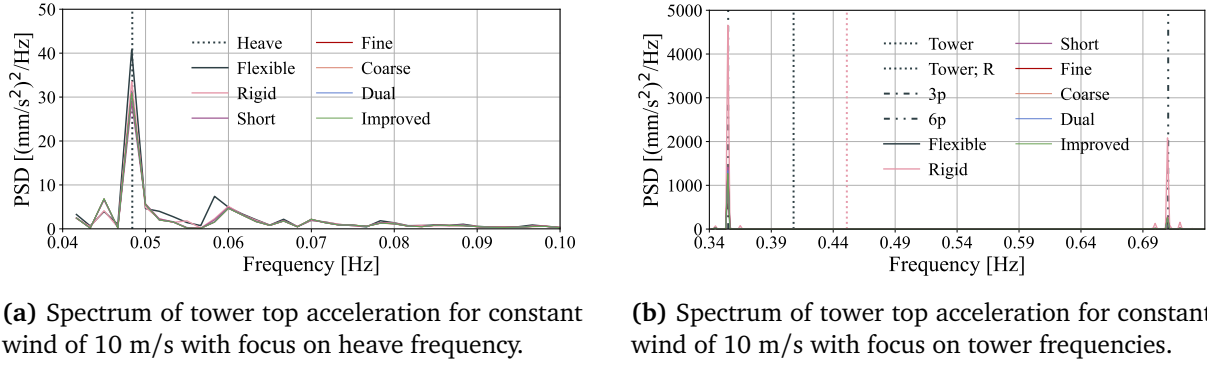 50
40
30
20
10
0
PSD [(mm/s²)²/Hz]
Heave
Flexible
Rigid
Short
Fine
Coarse
Dual
Improved
0.04 0.05 0.06 0.07 0.08 0.09 0.10
Frequency [Hz]
5000
4000
3000
2000
1000
0
PSD [(mm/s²)²/Hz]
Tower
Tower; R
3p
6p
Flexible
Rigid
Short
Fine
Coarse
Dual
Improved
0.34 0.39 0.44 0.49 0.54 0.59 0.64 0.69
Frequency [Hz]
(a) Spectrum of tower top acceleration for constant
wind of 10 m/s with focus on heave frequency.
(b) Spectrum of tower top acceleration for constant
wind of 10 m/s with focus on tower frequencies.